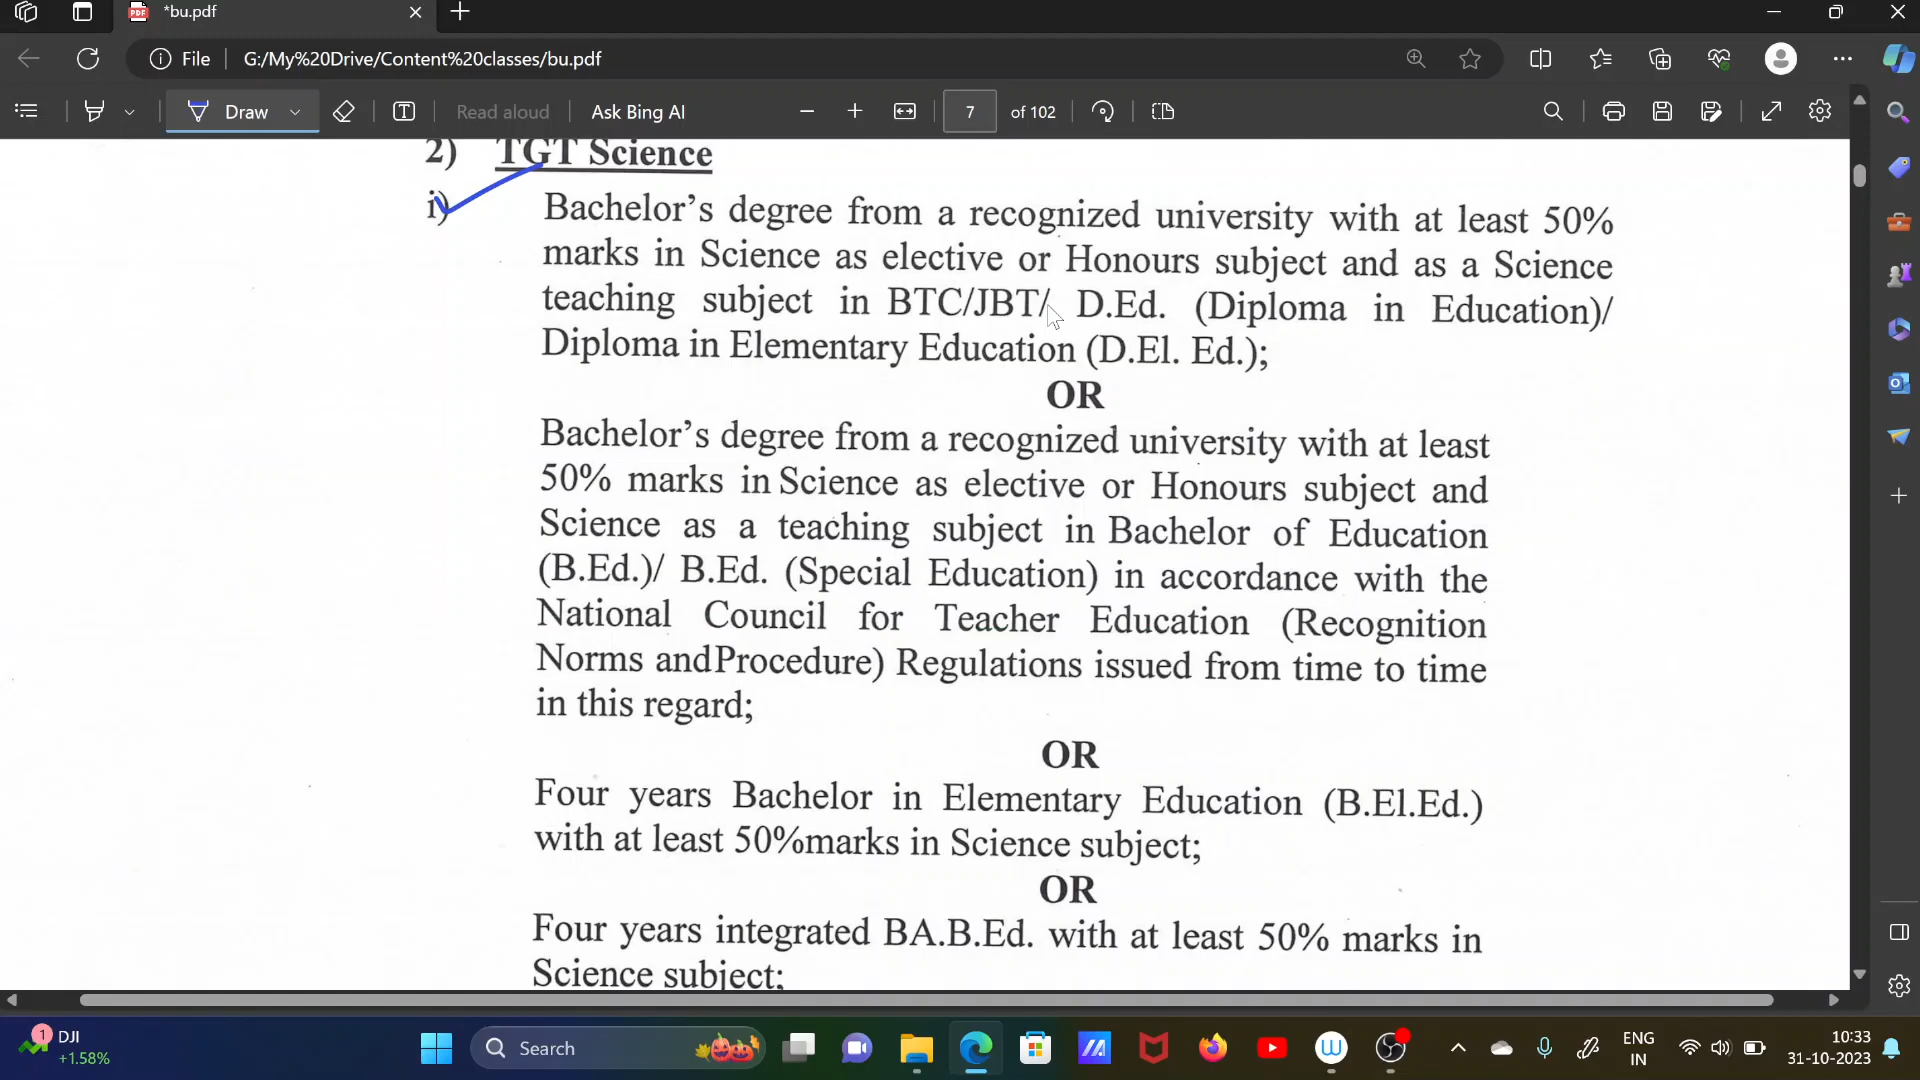 *bu.pdf
File
G:/My%20Drive/Content%20classes/bu.pdf
Draw
Read aloud
Ask Bing AI
7
of 102
2) TGT Science
i) Bachelor's degree from a recognized university with at least 50%
marks in Science as elective or Honours subject and as a Science
teaching subject in BTC/JBT/ D.Ed. (Diploma in Education)/
Diploma in Elementary Education (D.El. Ed.);
OR
Bachelor's degree from a recognized university with at least
50% marks in Science as elective or Honours subject and
Science as a teaching subject in Bachelor of Education
(B.Ed.)/ B.Ed. (Special Education) in accordance with the
National Council for Teacher Education (Recognition
Norms andProcedure) Regulations issued from time to time
in this regard;
OR
Four years Bachelor in Elementary Education (B.El.Ed.)
with at least 50%marks in Science subject;
OR
Four years integrated BA.B.Ed. with at least 50% marks in
Science subject;
1
DJI
+1.58%
Search
ENG
IN
10:33
31-10-2023